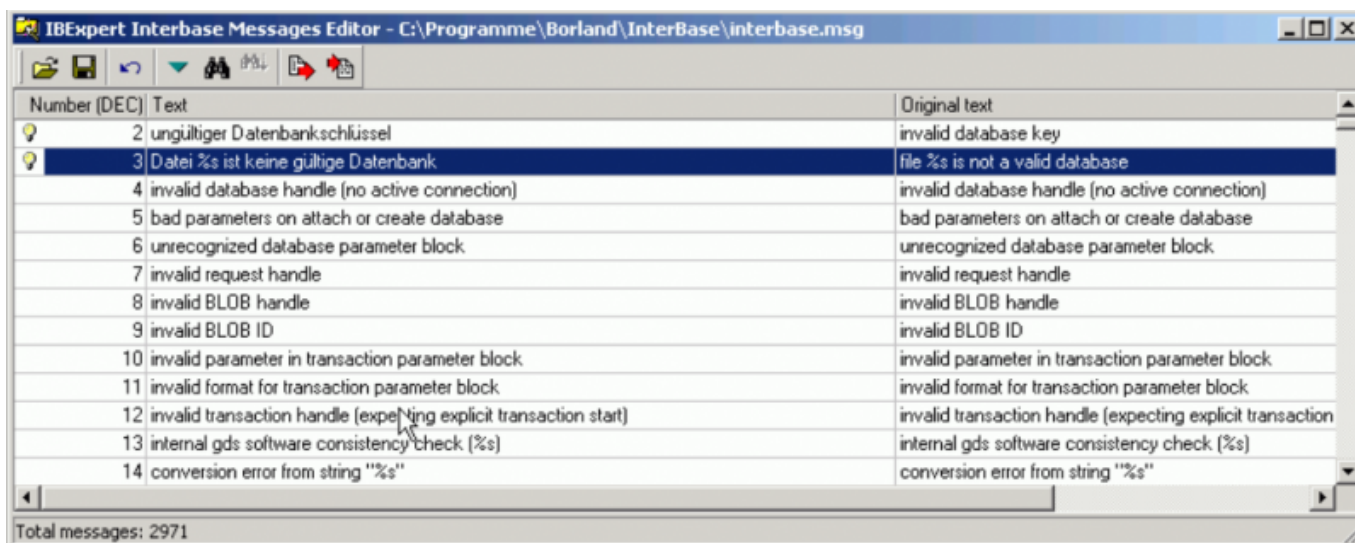 IBExpert Interbase Messages Editor - C:\Programme\Borland\InterBase\interbase.msg
Number (DEC) Text Original text
2 ungültiger Datenbankschlüssel invalid database key
3 Datei %s ist keine gültige Datenbank file %s is not a valid database
4 invalid database handle (no active connection) invalid database handle (no active connection)
5 bad parameters on attach or create database bad parameters on attach or create database
6 unrecognized database parameter block unrecognized database parameter block
7 invalid request handle invalid request handle
8 invalid BLOB handle invalid BLOB handle
9 invalid BLOB ID invalid BLOB ID
10 invalid parameter in transaction parameter block invalid parameter in transaction parameter block
11 invalid format for transaction parameter block invalid format for transaction parameter block
12 invalid transaction handle (expecting explicit transaction start) invalid transaction handle (expecting explicit transaction
13 internal gds software consistency check (%s) internal gds software consistency check (%s)
14 conversion error from string "%s" conversion error from string "%s"
Total messages: 2971